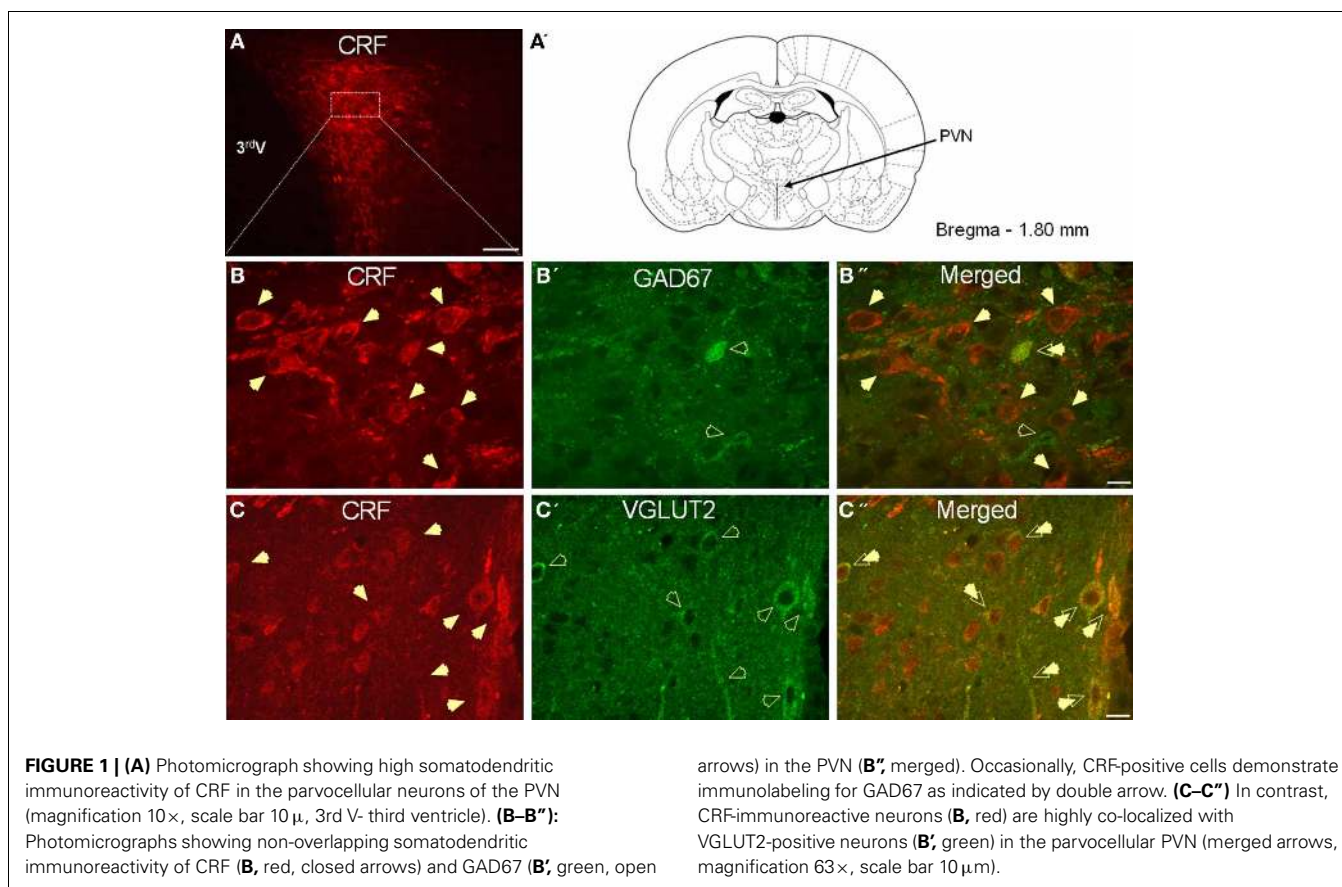 A
CRF
3rdV
A´
PVN
Bregma - 1.80 mm
B
CRF
B´
GAD67
B˝
Merged
C
CRF
C´
VGLUT2
C˝
Merged
FIGURE 1 | (A) Photomicrograph showing high somatodendritic
immunoreactivity of CRF in the parvocellular neurons of the PVN
(magnification 10×, scale bar 10 μ, 3rd V- third ventricle). (B–B″):
Photomicrographs showing non-overlapping somatodendritic
immunoreactivity of CRF (B, red, closed arrows) and GAD67 (B′, green, open
arrows) in the PVN (B″, merged). Occasionally, CRF-positive cells demonstrate
immunolabeling for GAD67 as indicated by double arrow. (C–C″) In contrast,
CRF-immunoreactive neurons (B, red) are highly co-localized with
VGLUT2-positive neurons (B′, green) in the parvocellular PVN (merged arrows,
magnification 63×, scale bar 10 μm).